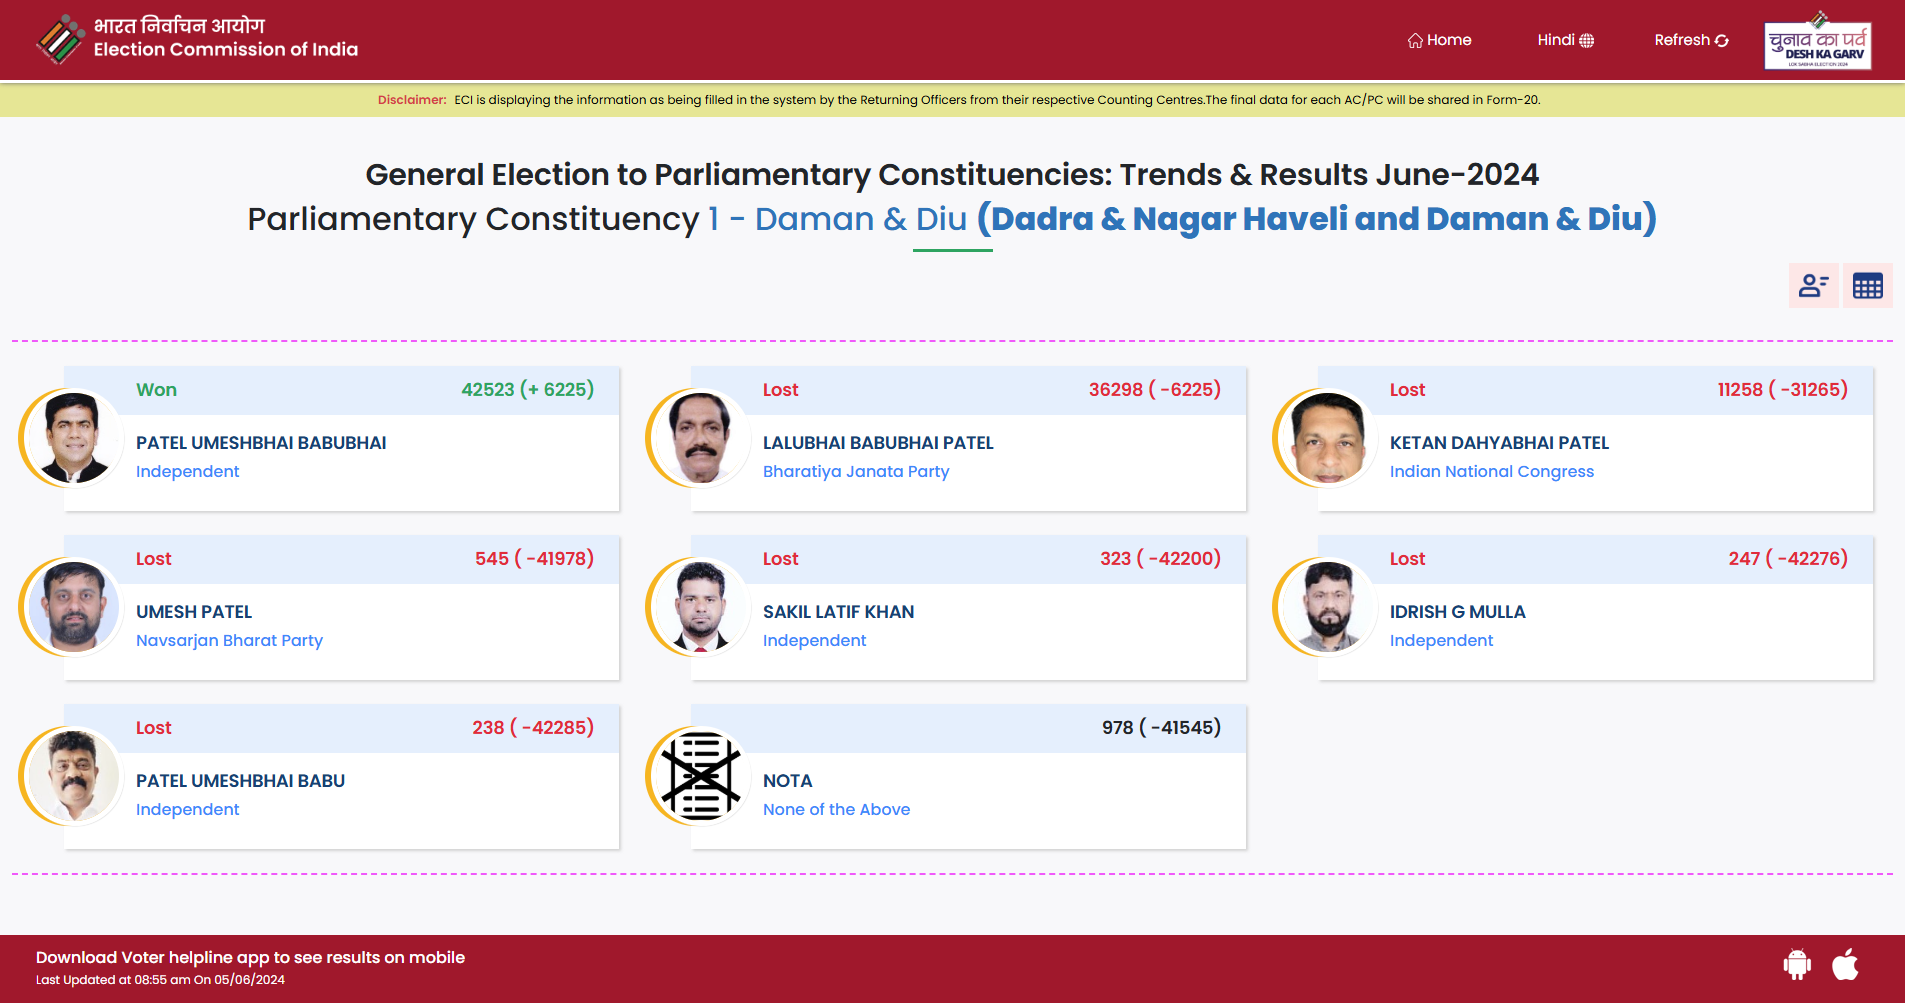 भारत निर्वाचन आयोग
Election Commission of India
Home
Hindi
Refresh
चुनाव का पर्व
DESH KA GARV
LOK SABHA ELECTION 2024
Disclaimer: ECI is displaying the information as being filled in the system by the Returning Officers from their respective Counting Centres.The final data for each AC/PC will be shared in Form-20.
General Election to Parliamentary Constituencies: Trends & Results June-2024
Parliamentary Constituency 1 - Daman & Diu (Dadra & Nagar Haveli and Daman & Diu)
Won 42523 (+ 6225)
PATEL UMESHBHAI BABUBHAI
Independent
Lost 36298 ( -6225)
LALUBHAI BABUBHAI PATEL
Bharatiya Janata Party
Lost 11258 ( -31265)
KETAN DAHYABHAI PATEL
Indian National Congress
Lost 545 ( -41978)
UMESH PATEL
Navsarjan Bharat Party
Lost 323 ( -42200)
SAKIL LATIF KHAN
Independent
Lost 247 ( -42276)
IDRISH G MULLA
Independent
Lost 238 ( -42285)
PATEL UMESHBHAI BABU
Independent
978 ( -41545)
NOTA
None of the Above
Download Voter helpline app to see results on mobile
Last Updated at 08:55 am On 05/06/2024